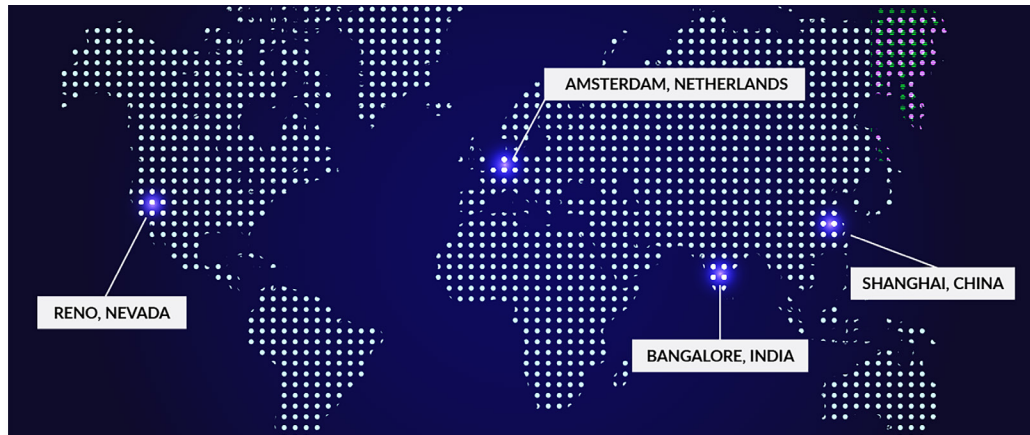 AMSTERDAM, NETHERLANDS
RENO, NEVADA
SHANGHAI, CHINA
BANGALORE, INDIA